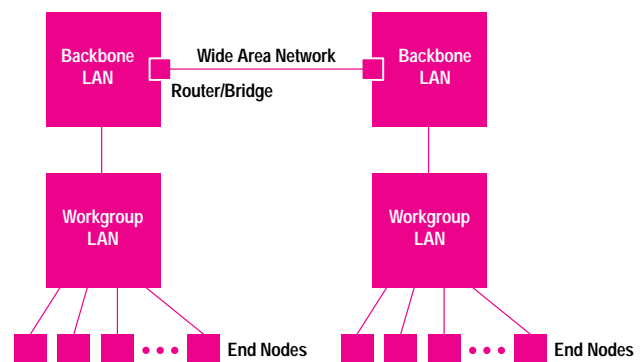 Backbone
LAN
Wide Area Network
Router/Bridge
Backbone
LAN
Workgroup
LAN
Workgroup
LAN
End Nodes
End Nodes